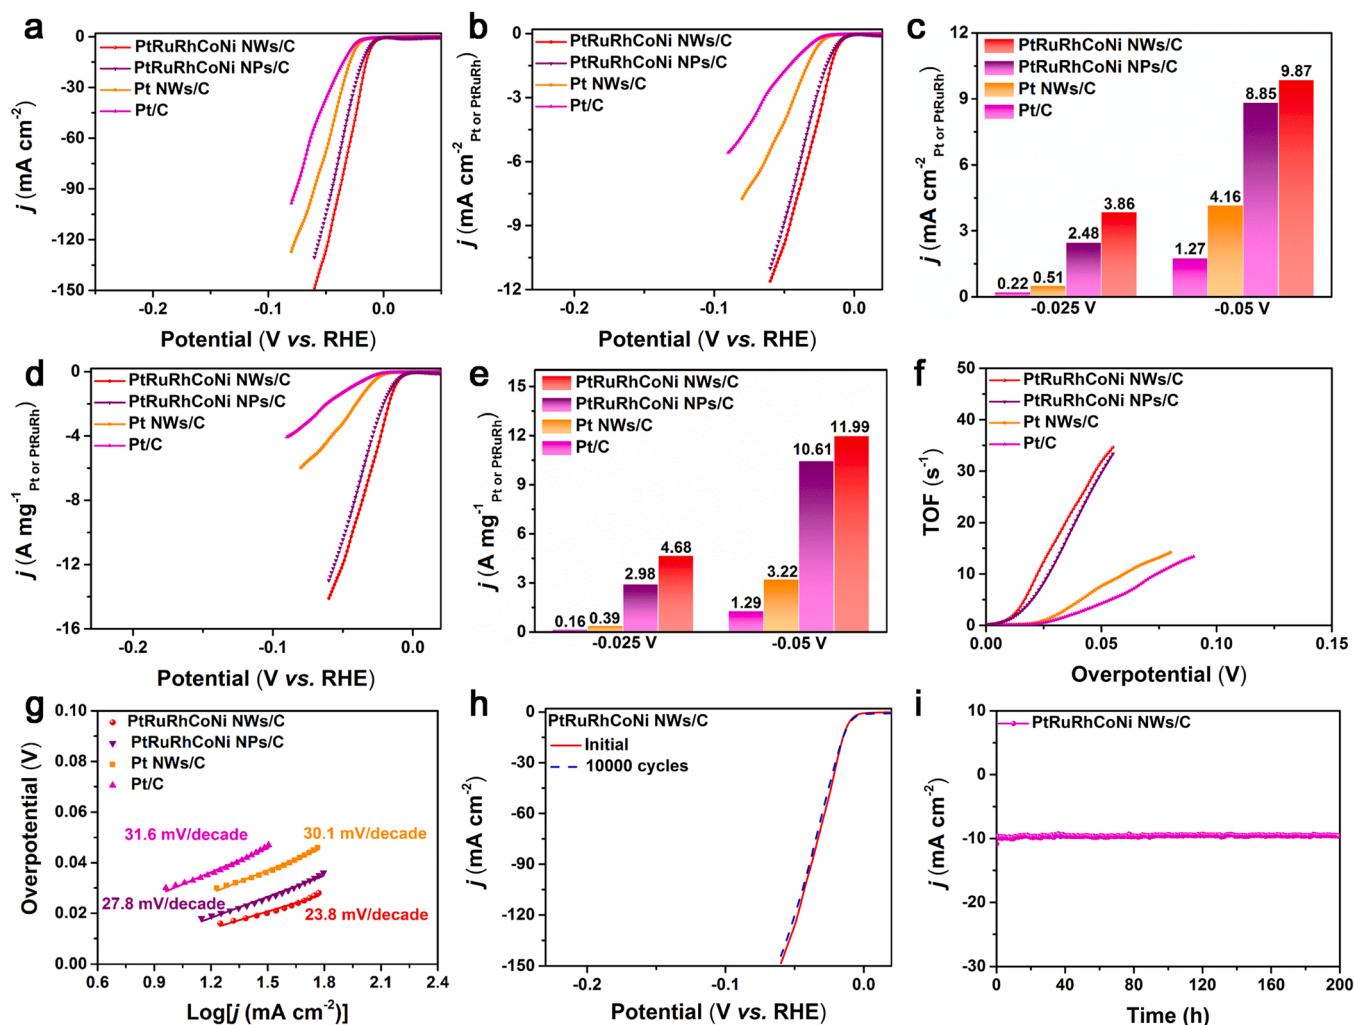 a
PtRuRhCoNi NWs/C
PtRuRhCoNi NPs/C
Pt NWs/C
Pt/C
0
-30
-60
-90
-120
-150
j (mA cm-2)
-0.2
-0.1
0.0
Potential (V vs. RHE)
b
PtRuRhCoNi NWs/C
PtRuRhCoNi NPs/C
Pt NWs/C
Pt/C
0
-3
-6
-9
-12
j (mA cm-2 Pt or PtRuRh)
-0.2
-0.1
0.0
Potential (V vs. RHE)
c
PtRuRhCoNi NWs/C
PtRuRhCoNi NPs/C
Pt NWs/C
Pt/C
12
9
6
3
0
j (mA cm-2 Pt or PtRuRh)
0.22
0.51
2.48
3.86
1.27
4.16
8.85
9.87
-0.025 V
-0.05 V
d
PtRuRhCoNi NWs/C
PtRuRhCoNi NPs/C
Pt NWs/C
Pt/C
0
-4
-8
-12
-16
j (A mg-1 Pt or PtRuRh)
-0.2
-0.1
0.0
Potential (V vs. RHE)
e
PtRuRhCoNi NWs/C
PtRuRhCoNi NPs/C
Pt NWs/C
Pt/C
15
12
9
6
3
0
j (A mg-1 Pt or PtRuRh)
0.16
0.39
2.98
4.68
1.29
3.22
10.61
11.99
-0.025 V
-0.05 V
f
PtRuRhCoNi NWs/C
PtRuRhCoNi NPs/C
Pt NWs/C
Pt/C
50
40
30
20
10
0
TOF (s-1)
0.00
0.05
0.10
0.15
Overpotential (V)
g
PtRuRhCoNi NWs/C
PtRuRhCoNi NPs/C
Pt NWs/C
Pt/C
0.10
0.08
0.06
0.04
0.02
0.00
Overpotential (V)
31.6 mV/decade
30.1 mV/decade
27.8 mV/decade
23.8 mV/decade
0.6
0.9
1.2
1.5
1.8
2.1
2.4
Log[j (mA cm-2)]
h
PtRuRhCoNi NWs/C
Initial
10000 cycles
0
-30
-60
-90
-120
-150
j (mA cm-2)
-0.2
-0.1
0.0
Potential (V vs. RHE)
i
PtRuRhCoNi NWs/C
10
0
-10
-20
-30
j (mA cm-2)
0
40
80
120
160
200
Time (h)